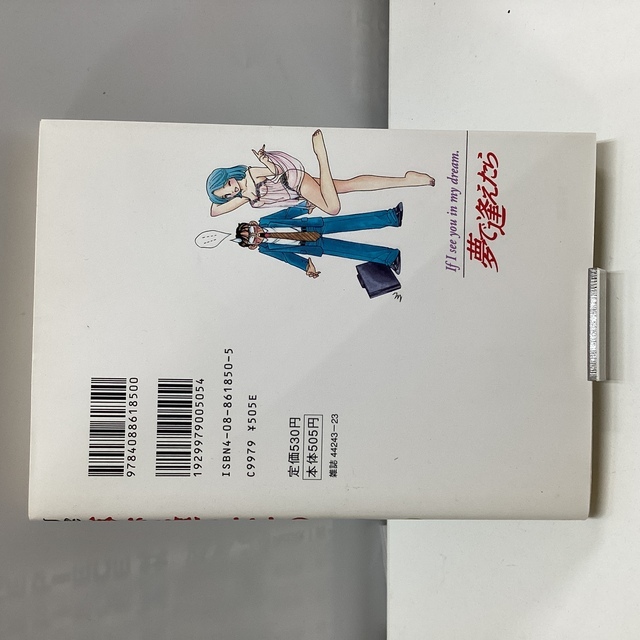 If I see you in my dream.
夢で逢えたら
9784088618500
1929979005054
ISBN4-08-861850-5
C9979 ¥505E
定価530円
本体505円
雑誌 44243-23